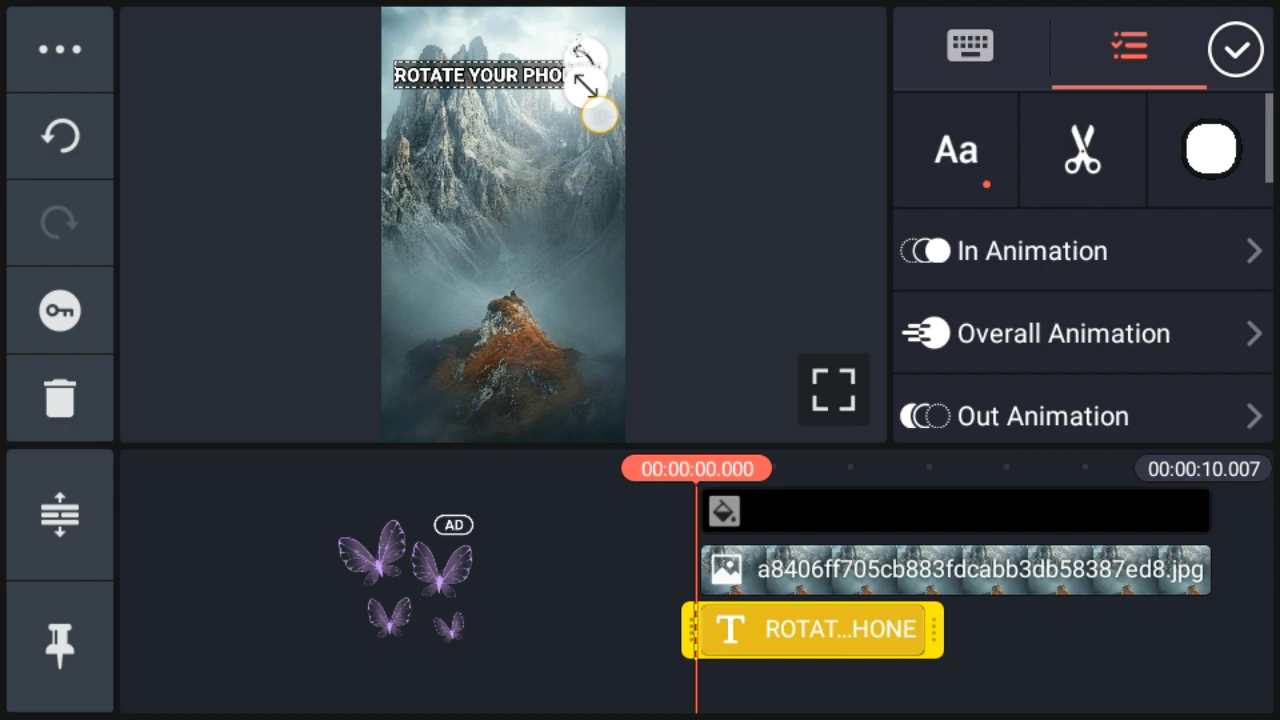 ROTATE YOUR PHO
Aa
In Animation
Overall Animation
Out Animation
00:00:00.000
00:00:10.007
AD
a8406ff705cb883fdcabb3db58387ed8.jpg
T ROTAT...HONE